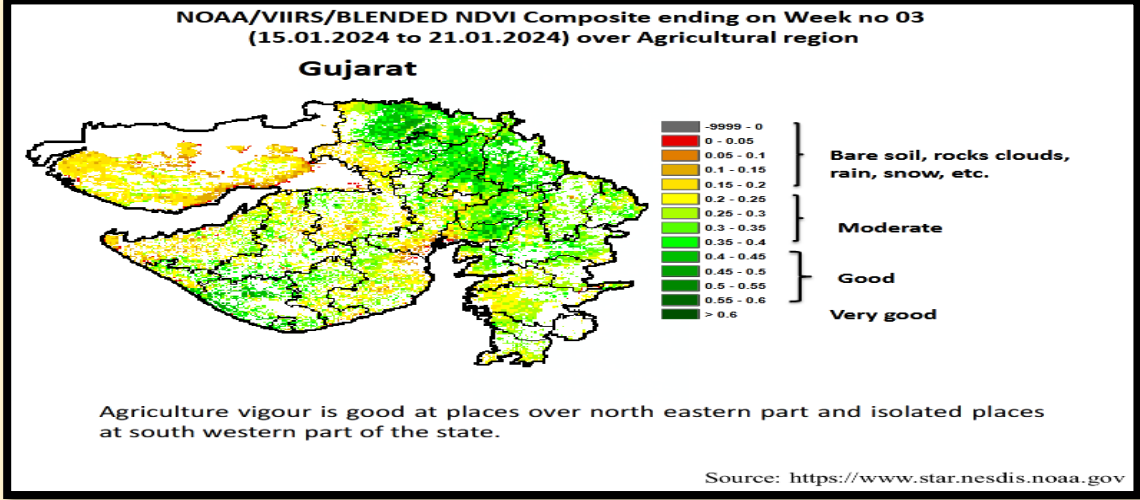 NOAA/VIIRS/BLENDED NDVI Composite ending on Week no 03
(15.01.2024 to 21.01.2024) over Agricultural region
Gujarat
-9999 - 0
0 - 0.05
0.05 - 0.1
0.1 - 0.15
0.15 - 0.2
0.2 - 0.25
0.25 - 0.3
0.3 - 0.35
0.35 - 0.4
0.4 - 0.45
0.45 - 0.5
0.5 - 0.55
0.55 - 0.6
> 0.6
Bare soil, rocks clouds,
rain, snow, etc.
Moderate
Good
Very good
Agriculture vigour is good at places over north eastern part and isolated places
at south western part of the state.
Source: https://www.star.nesdis.noaa.gov